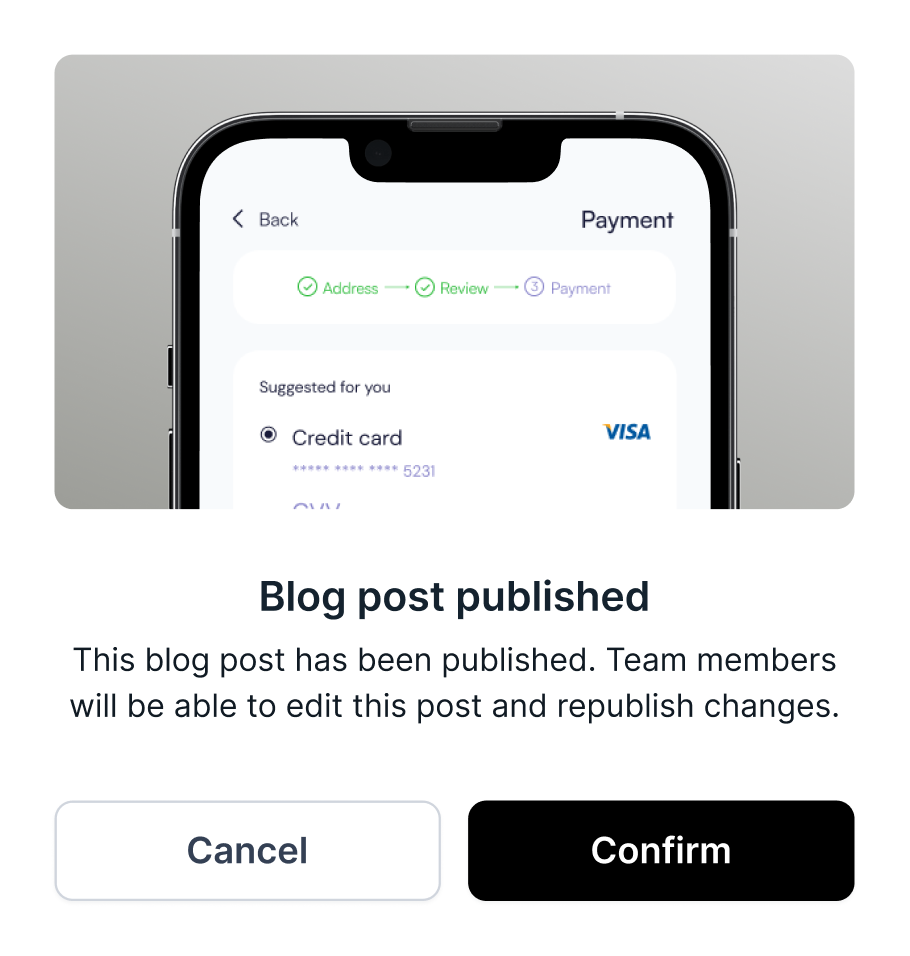 Back
Payment
Address
Review
3 Payment
Suggested for you
Credit card
VISA
***** **** **** 5231
CVV
Blog post published
This blog post has been published. Team members
will be able to edit this post and republish changes.
Cancel
Confirm